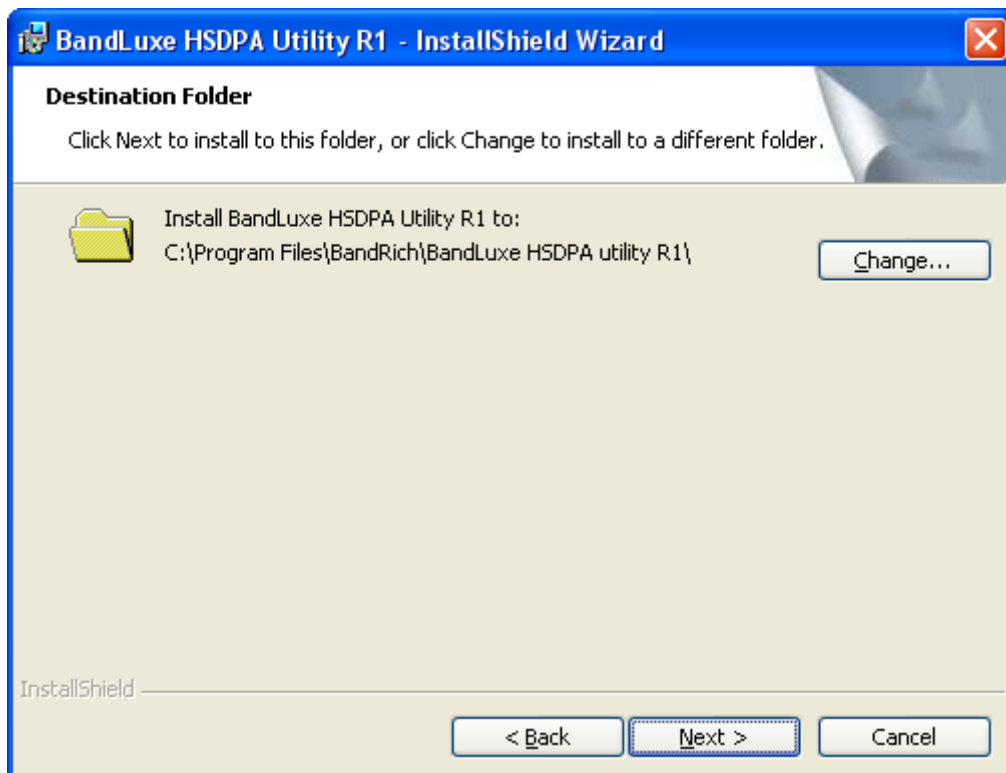 BandLuxe HSDPA Utility R1 - InstallShield Wizard
Destination Folder
Click Next to install to this folder, or click Change to install to a different folder.
Install BandLuxe HSDPA Utility R1 to:
C:\Program Files\BandRich\BandLuxe HSDPA utility R1\
Change...
InstallShield
< Back
Next >
Cancel